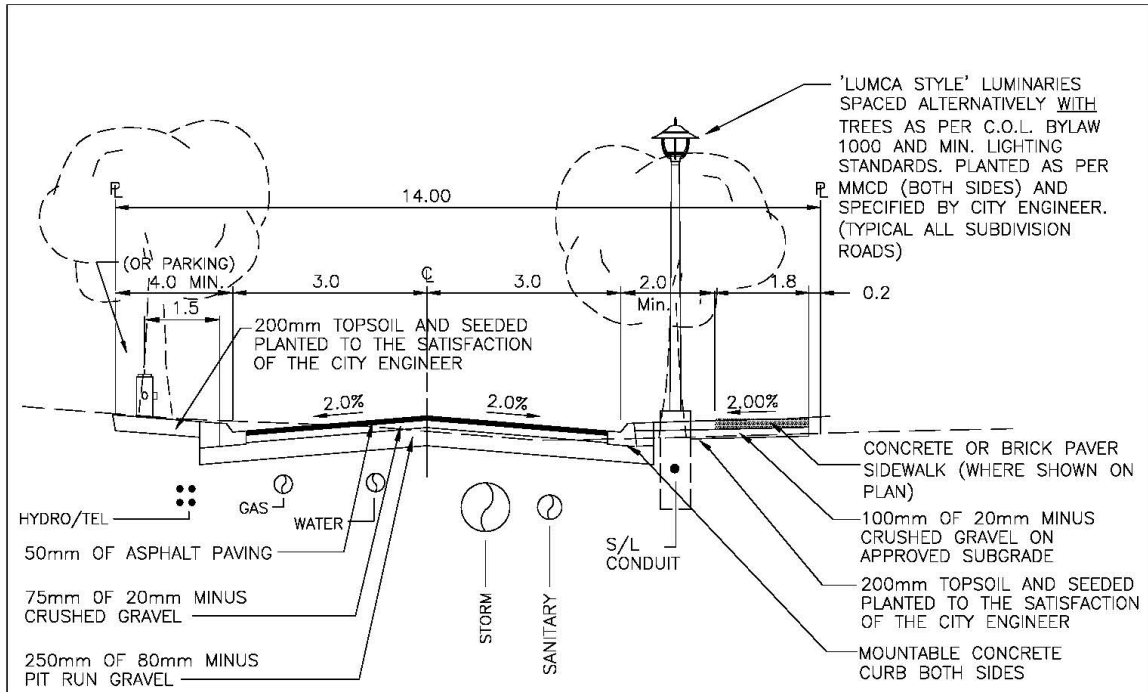 'LUMCA STYLE' LUMINARIES
SPACED ALTERNATIVELY WITH
TREES AS PER C.O.L. BYLAW
1000 AND MIN. LIGHTING
STANDARDS. PLANTED AS PER
MMCD (BOTH SIDES) AND
SPECIFIED BY CITY ENGINEER.
(TYPICAL ALL SUBDIVISION
ROADS)
PL
PL
14.00
(OR PARKING)
CL
4.0 MIN.
3.0
3.0
2.0
Min.
1.8
0.2
1.5
200mm TOPSOIL AND SEEDED
PLANTED TO THE SATISFACTION
OF THE CITY ENGINEER
2.0%
2.0%
2.00%
CONCRETE OR BRICK PAVER
SIDEWALK (WHERE SHOWN ON
PLAN)
HYDRO/TEL
GAS
WATER
STORM
SANITARY
S/L
CONDUIT
100mm OF 20mm MINUS
CRUSHED GRAVEL ON
APPROVED SUBGRADE
50mm OF ASPHALT PAVING
200mm TOPSOIL AND SEEDED
PLANTED TO THE SATISFACTION
OF THE CITY ENGINEER
75mm OF 20mm MINUS
CRUSHED GRAVEL
MOUNTABLE CONCRETE
CURB BOTH SIDES
250mm OF 80mm MINUS
PIT RUN GRAVEL